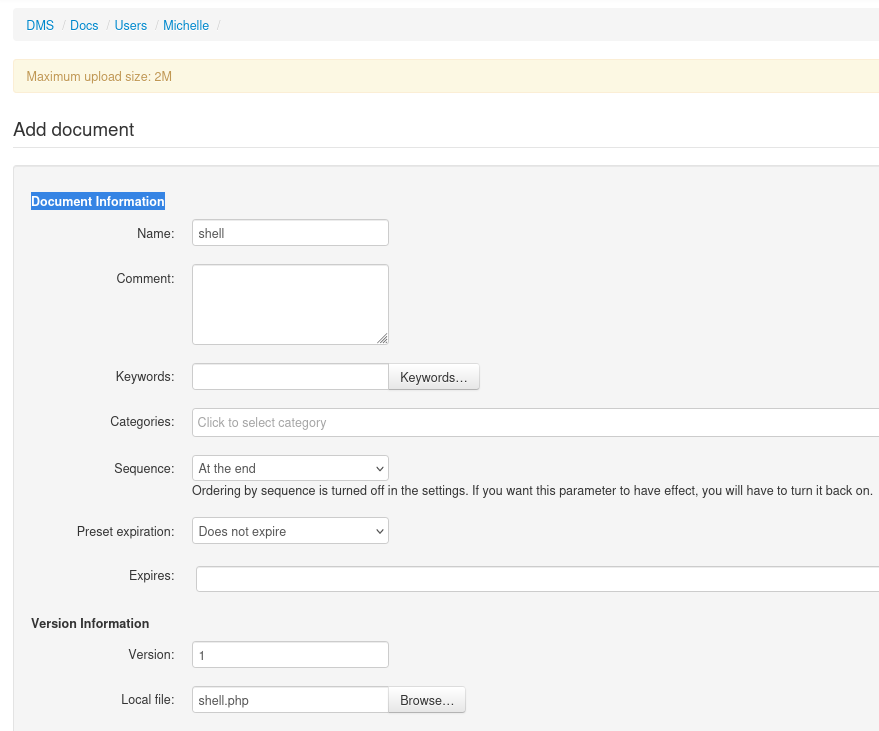 DMS / Docs / Users / Michelle /
Maximum upload size: 2M
Add document
Document Information
Name: shell
Comment:
Keywords: Keywords…
Categories: Click to select category
Sequence: At the end
Ordering by sequence is turned off in the settings. If you want this parameter to have effect, you will have to turn it back on.
Preset expiration: Does not expire
Expires:
Version Information
Version: 1
Local file: shell.php Browse…